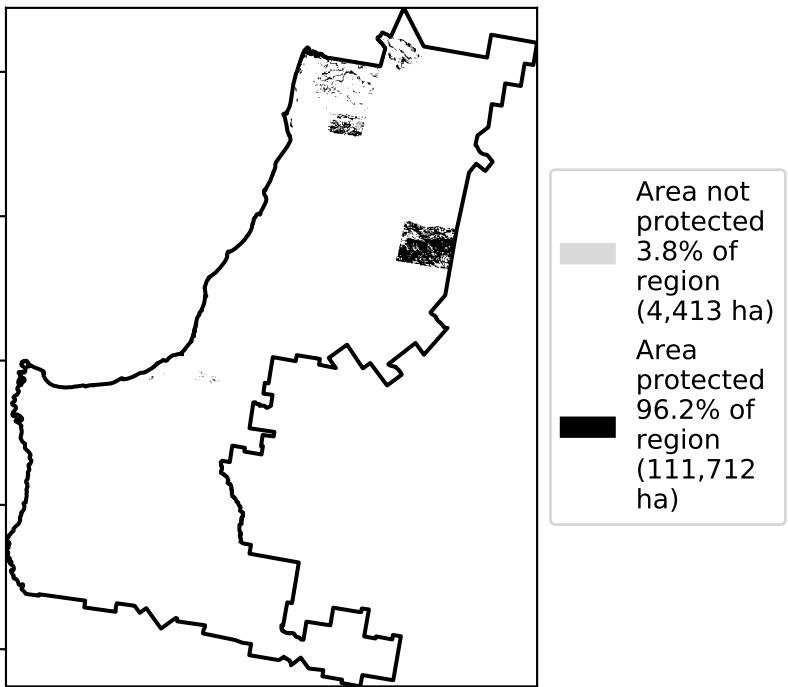 Area not
protected
3.8% of
region
(4,413 ha)
Area
protected
96.2% of
region
(111,712
ha)